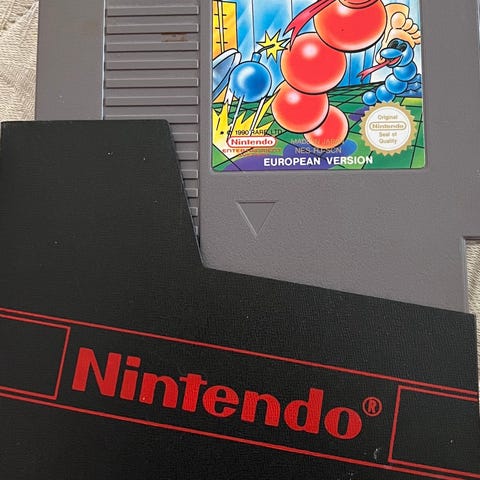 © 1990 RARE LTD
Nintendo
NES-RJ-SCN
EUROPEAN VERSION
Original
Nintendo
Seal of
Quality
Nintendo®